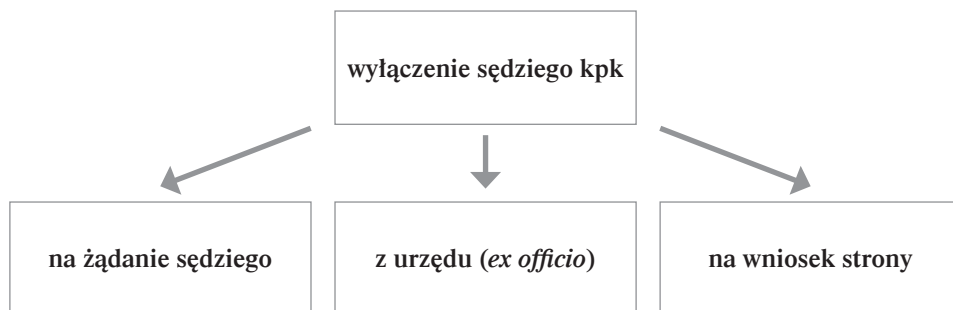 wyłączenie sędziego kpk
na żądanie sędziego
z urzędu (ex officio)
na wniosek strony